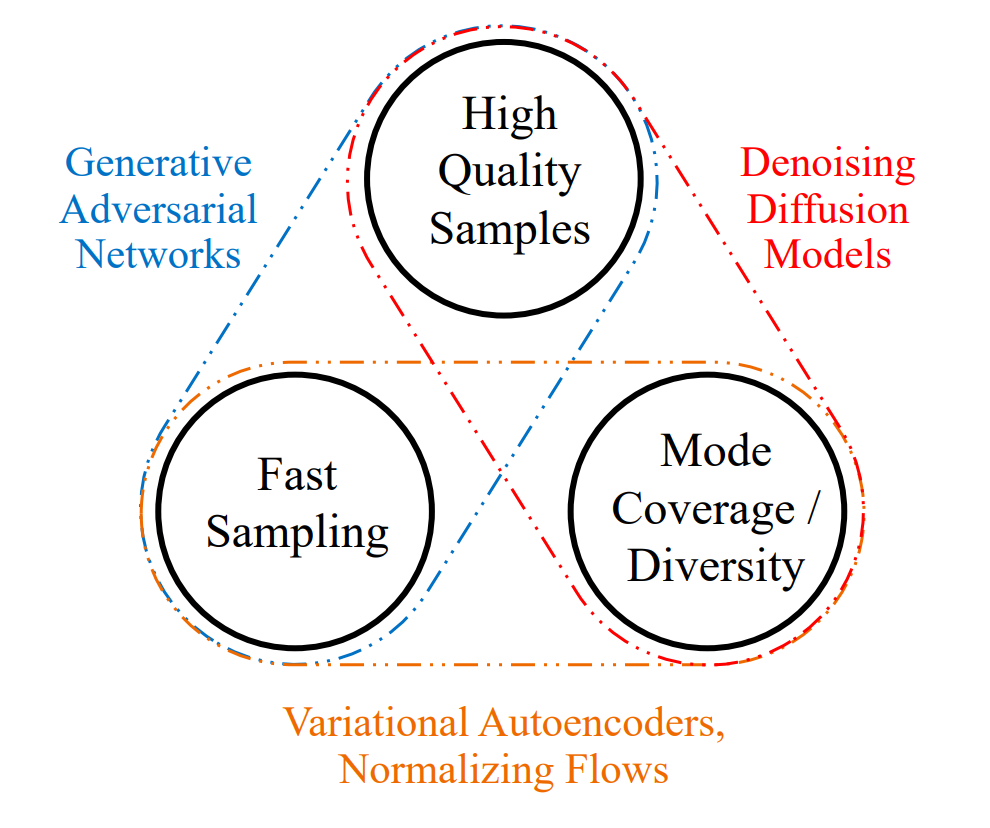 High
Quality
Samples
Generative
Adversarial
Networks
Denoising
Diffusion
Models
Fast
Sampling
Mode
Coverage /
Diversity
Variational Autoencoders,
Normalizing Flows